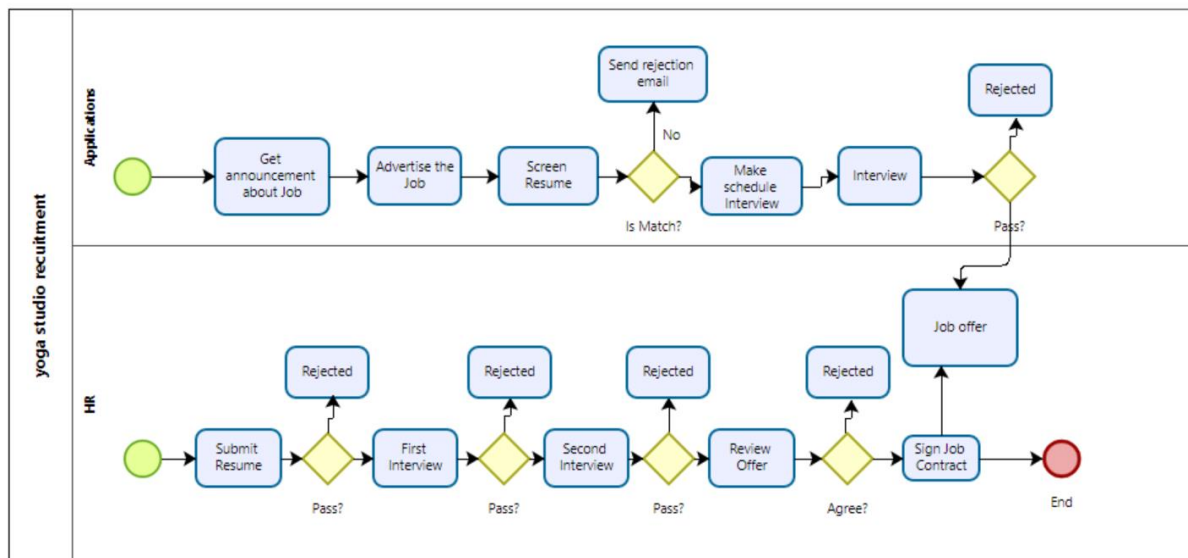 yoga studio recuitment
Applications
Get
announcement
about Job
Advertise the
Job
Screen
Resume
Send rejection
email
No
Is Match?
Make
schedule
Interview
Interview
Rejected
Pass?
HR
Submit
Resume
Rejected
Pass?
First
Interview
Rejected
Pass?
Second
Interview
Rejected
Pass?
Review
Offer
Rejected
Agree?
Sign Job
Contract
Job offer
End